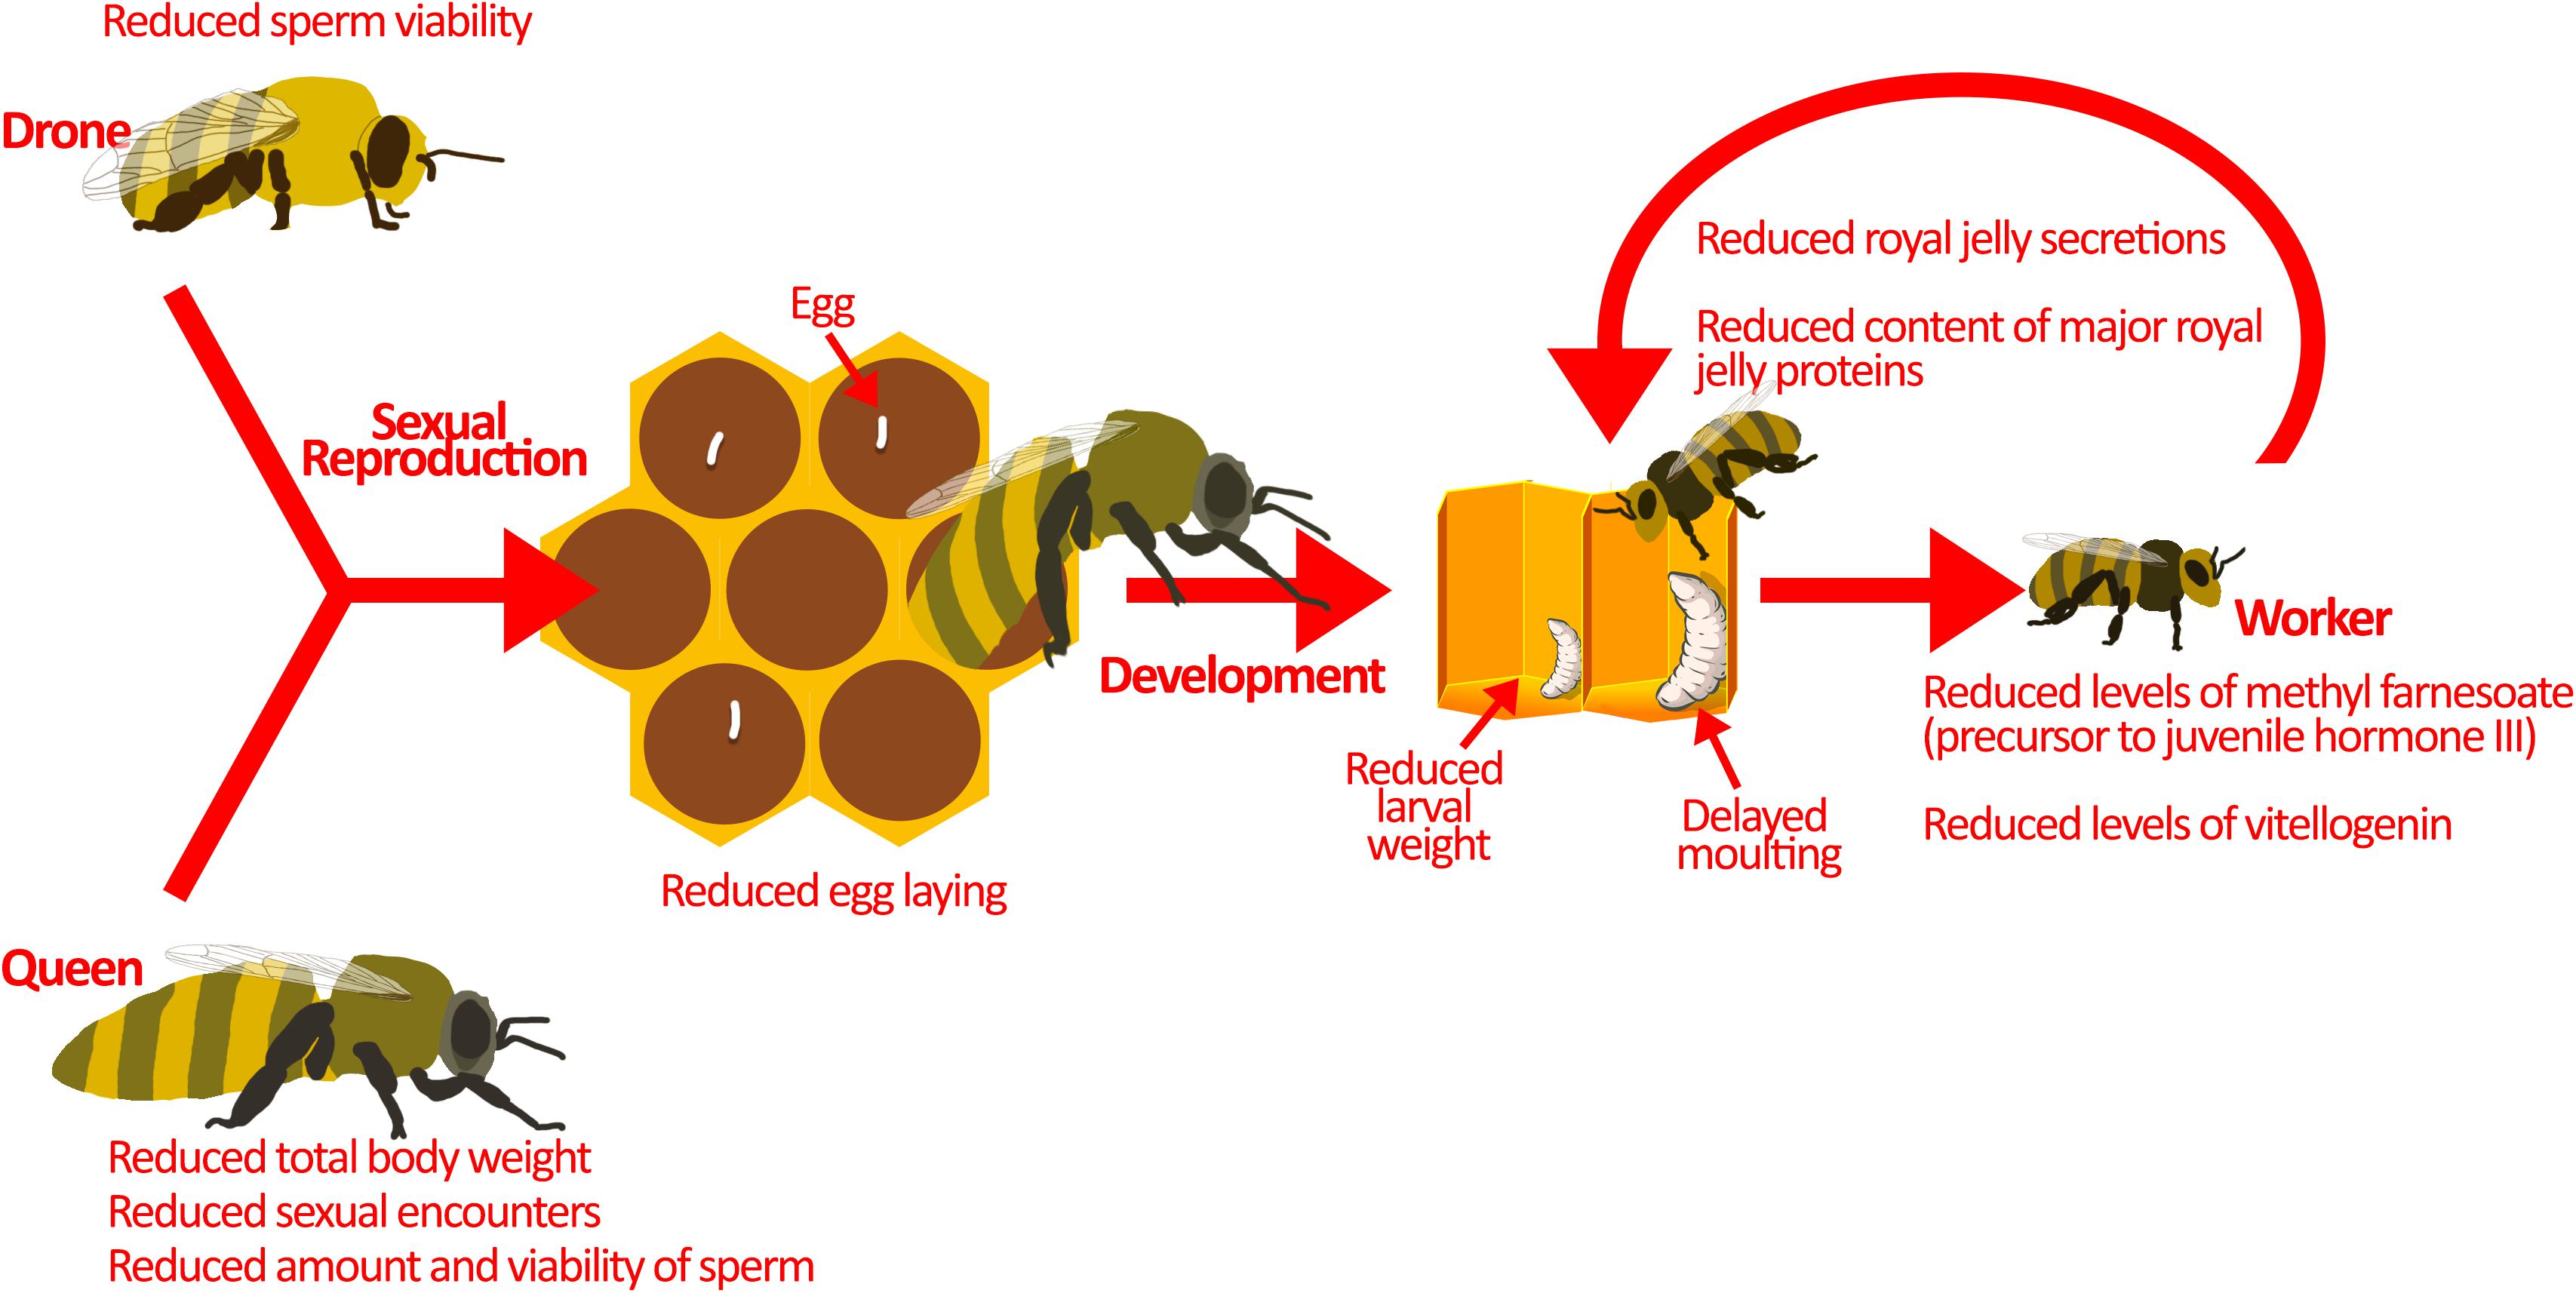 Reduced sperm viability
Drone
Sexual
Reproduction
Queen
Reduced total body weight
Reduced sexual encounters
Reduced amount and viability of sperm
Egg
Reduced egg laying
Development
Reduced royal jelly secretions
Reduced content of major royal
jelly proteins
Reduced
larval
weight
Delayed
moulting
Worker
Reduced levels of methyl farnesoate
(precursor to juvenile hormone III)
Reduced levels of vitellogenin